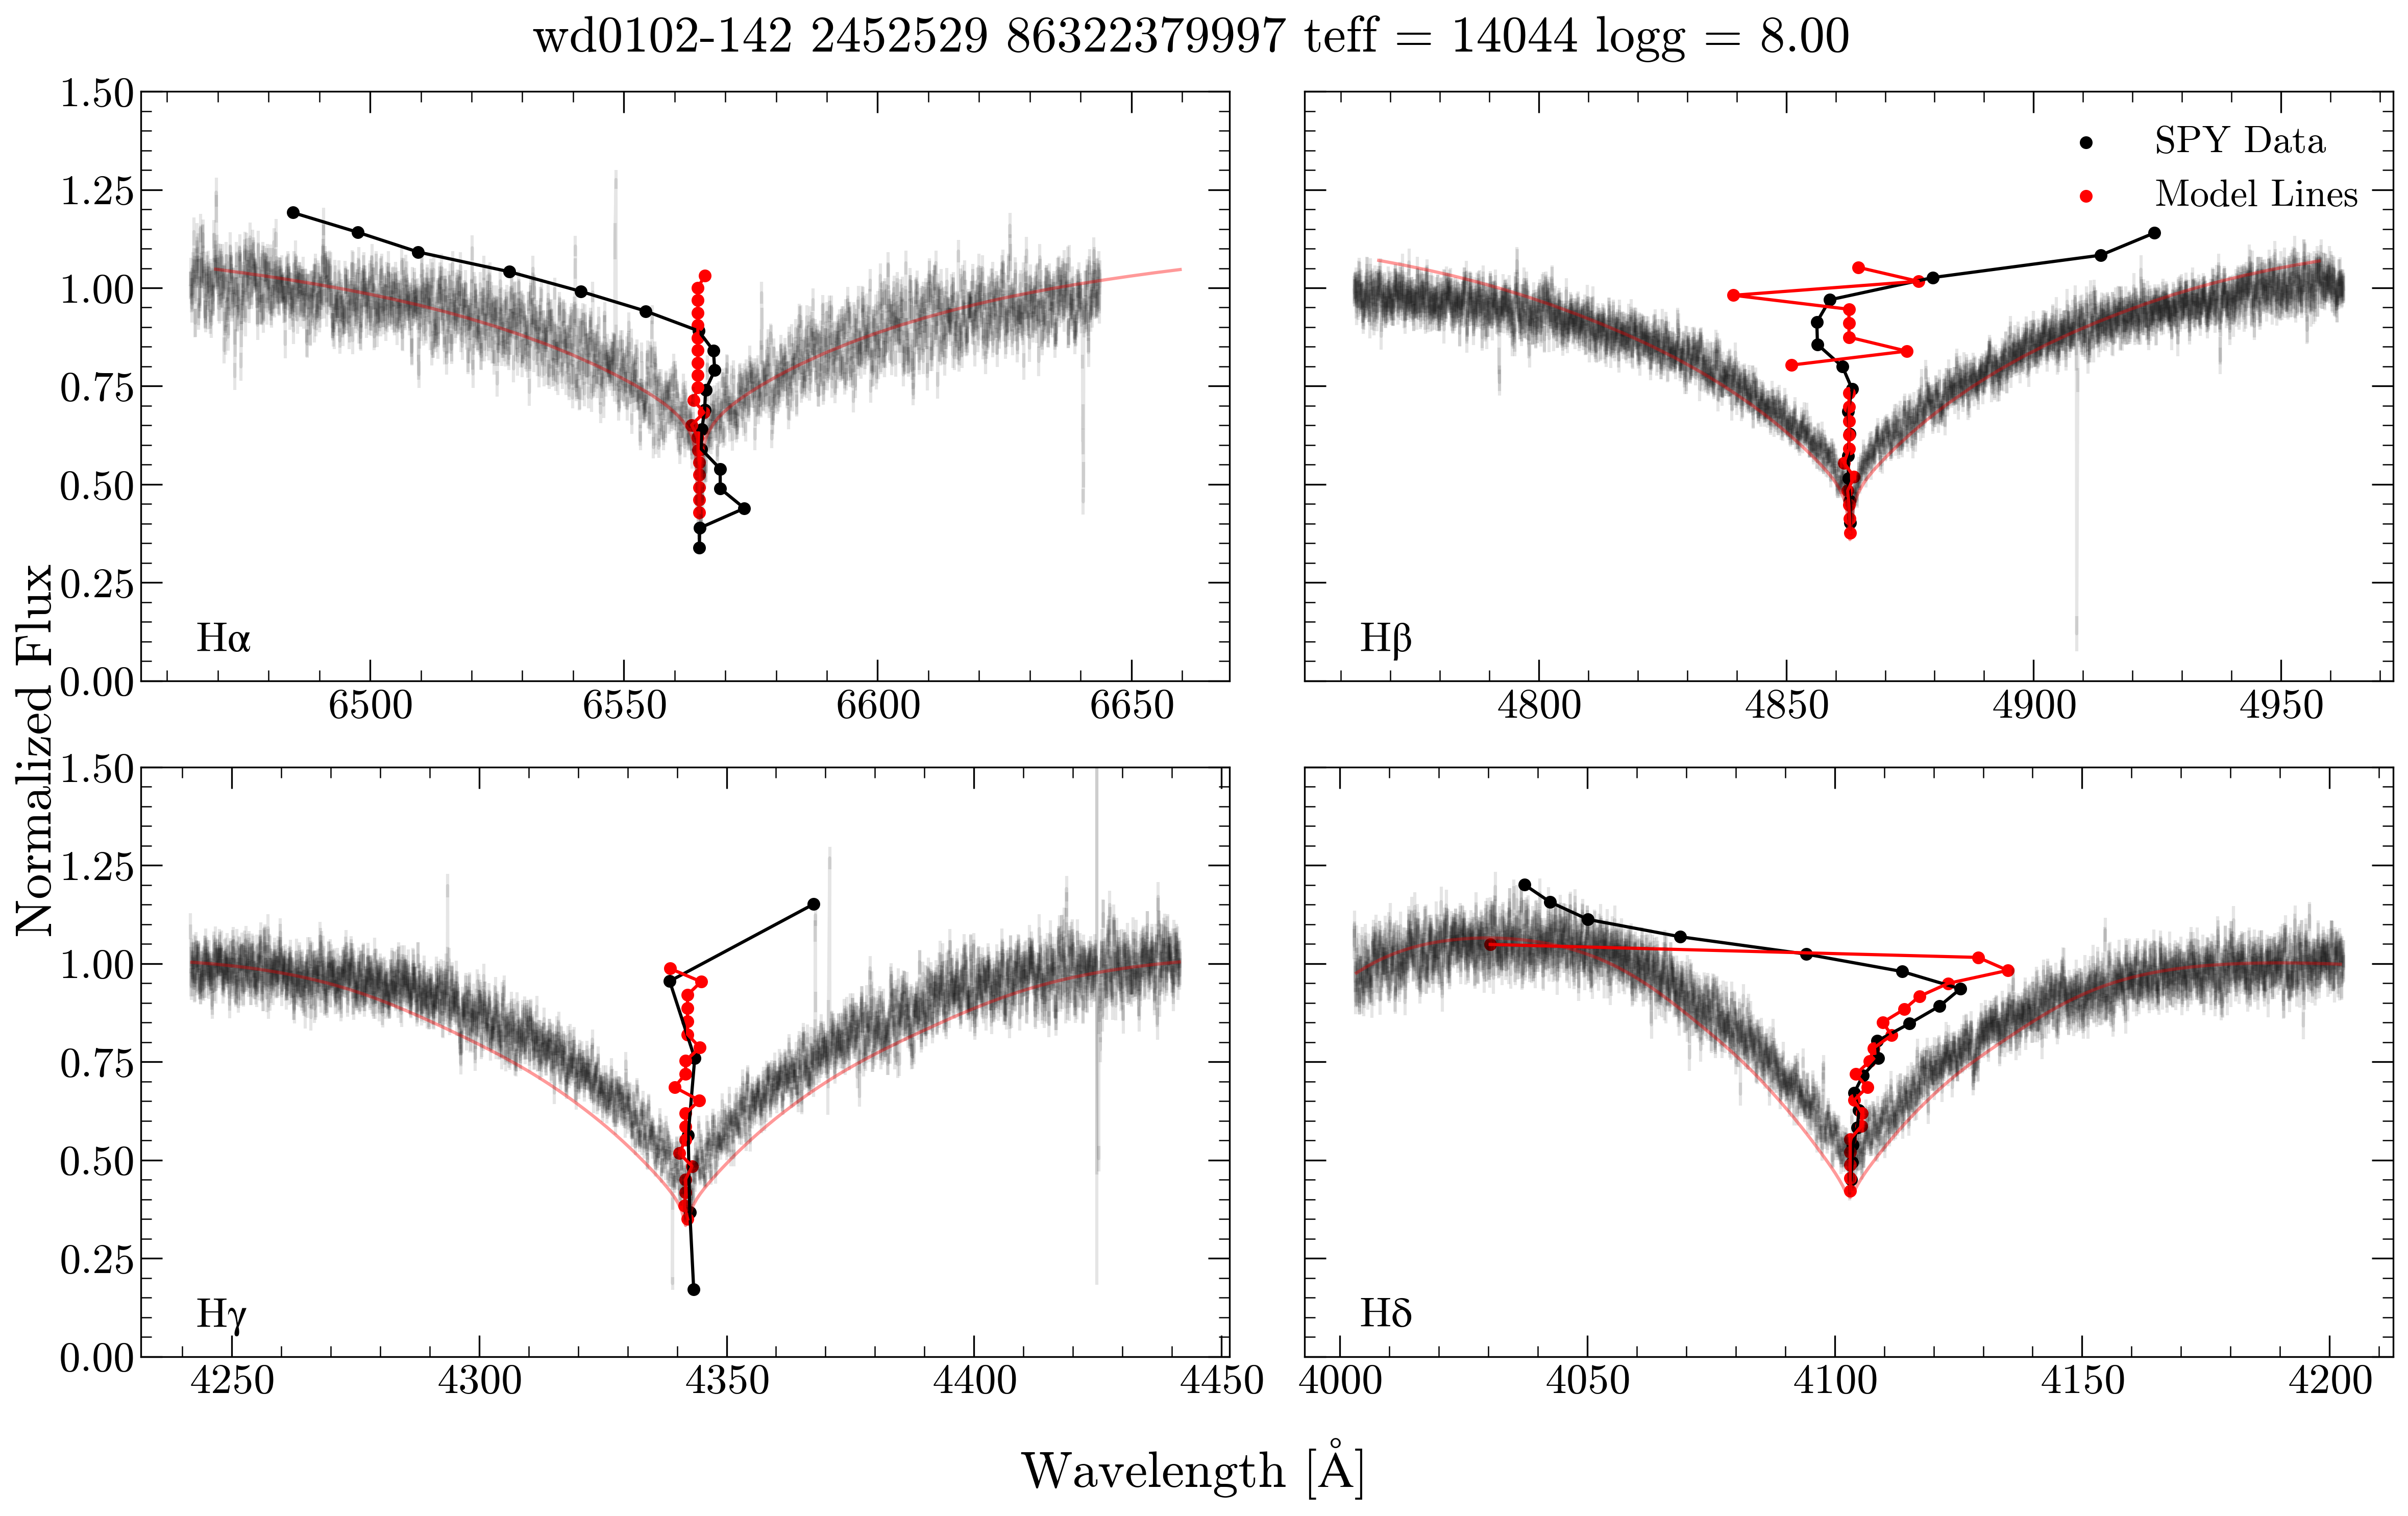 wd0102-142 2452529 86322379997 teff = 14044 logg = 8.00
Normalized Flux
1.50
1.25
1.00
0.75
0.50
0.25
0.00
Hα
6500 6550 6600 6650
SPY Data
Model Lines
Hβ
4800 4850 4900 4950
1.50
1.25
1.00
0.75
0.50
0.25
0.00
Hγ
4250 4300 4350 4400 4450
Hδ
4000 4050 4100 4150 4200
Wavelength [Å]